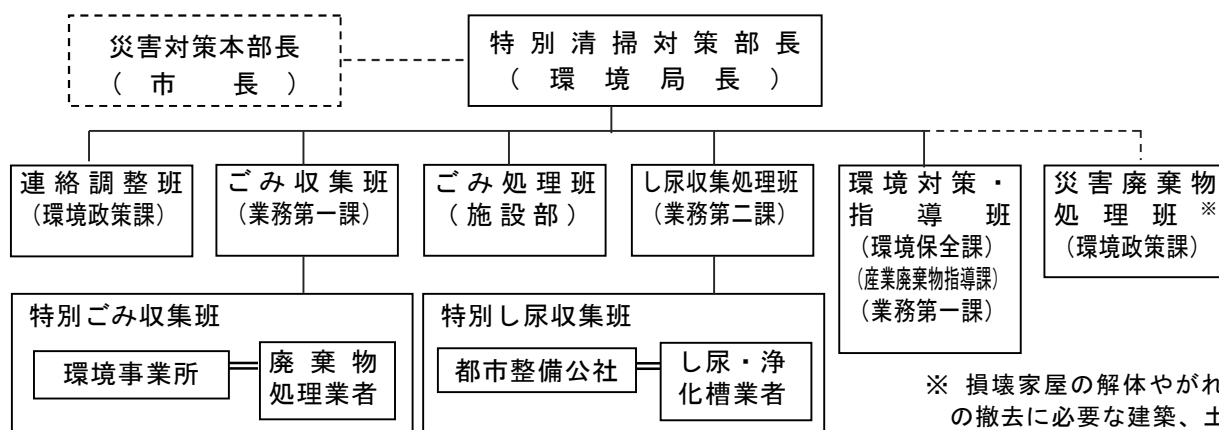 災害対策本部長
(市長)
特別清掃対策部長
(環境局長)
連絡調整班
(環境政策課)
ごみ収集班
(業務第一課)
ごみ処理班
(施設部)
し尿収集処理班
(業務第二課)
環境対策・
指導班
(環境保全課)
(産業廃棄物指導課)
(業務第一課)
災害廃棄物
処理班※
(環境政策課)
特別ごみ収集班
環境事業所
廃棄物
処理業者
特別し尿収集班
都市整備公社
し尿・浄
化槽業者
※ 損壊家屋の解体やがれ
の撤去に必要な建築、土